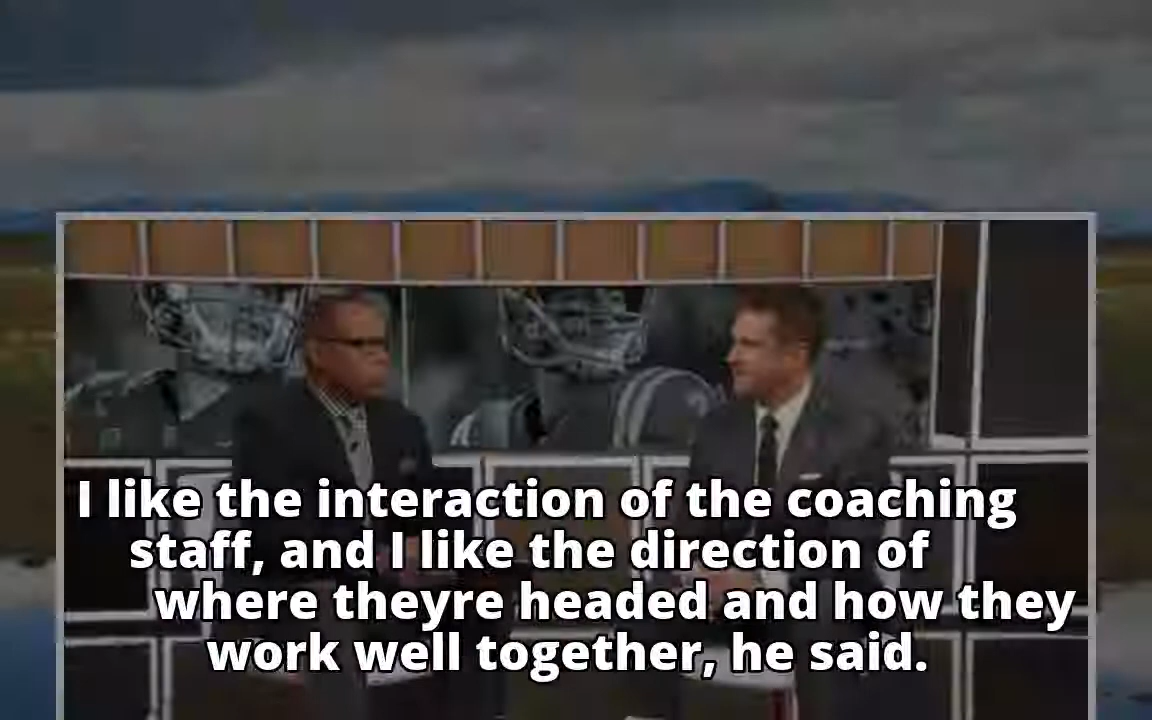 I like the interaction of the coaching
staff, and I like the direction of
where theyre headed and how they
work well together, he said.